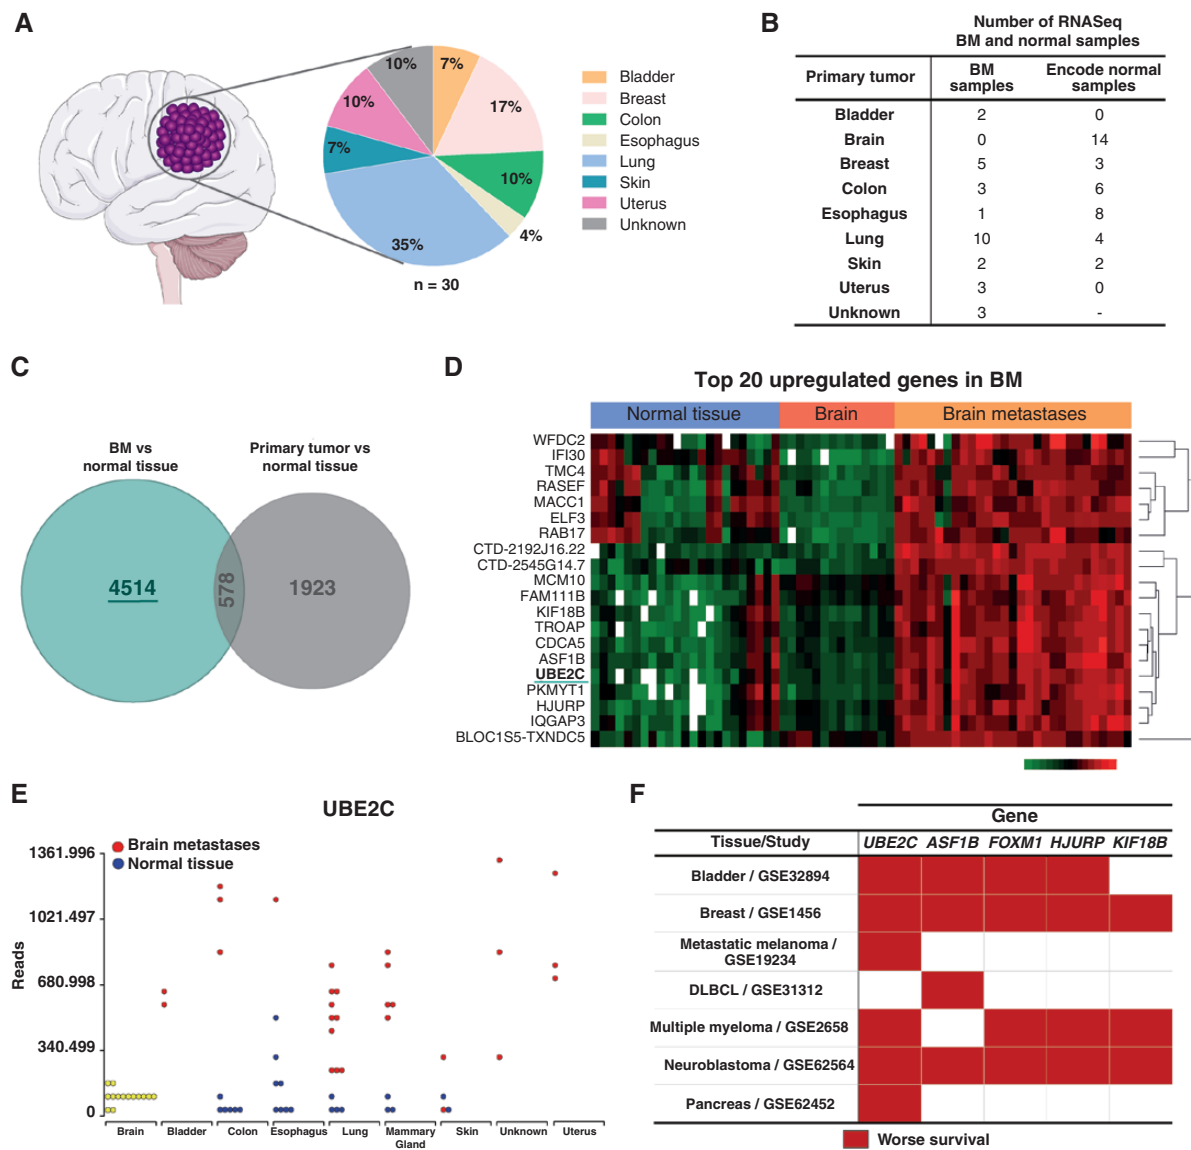 A
10%
7%
17%
10%
4%
35%
7%
10%
n = 30
Bladder
Breast
Colon
Esophagus
Lung
Skin
Uterus
Unknown
B
Number of RNASeq
BM and normal samples
Primary tumor BM samples Encode normal samples
Bladder 2 0
Brain 0 14
Breast 5 3
Colon 3 6
Esophagus 1 8
Lung 10 4
Skin 2 2
Uterus 3 0
Unknown 3 -
C
BM vs
normal tissue
Primary tumor vs
normal tissue
4514
578
1923
D
Top 20 upregulated genes in BM
Normal tissue Brain Brain metastases
WFDC2
IFI30
TMC4
RASEF
MACC1
ELF3
RAB17
CTD-2192J16.22
CTD-2545G14.7
MCM10
FAM111B
KIF18B
TROAP
CDCA5
ASF1B
UBE2C
PKMYT1
HJURP
IQGAP3
BLOC1S5-TXNDC5
E
UBE2C
Brain metastases
Normal tissue
Reads
1361.996
1021.497
680.998
340.499
0
Brain Bladder Colon Esophagus Lung Mammary Gland Skin Unknown Uterus
F
Gene
Tissue/Study UBE2C ASF1B FOXM1 HJURP KIF18B
Bladder / GSE32894
Breast / GSE1456
Metastatic melanoma /
GSE19234
DLBCL / GSE31312
Multiple myeloma / GSE2658
Neuroblastoma / GSE62564
Pancreas / GSE62452
Worse survival